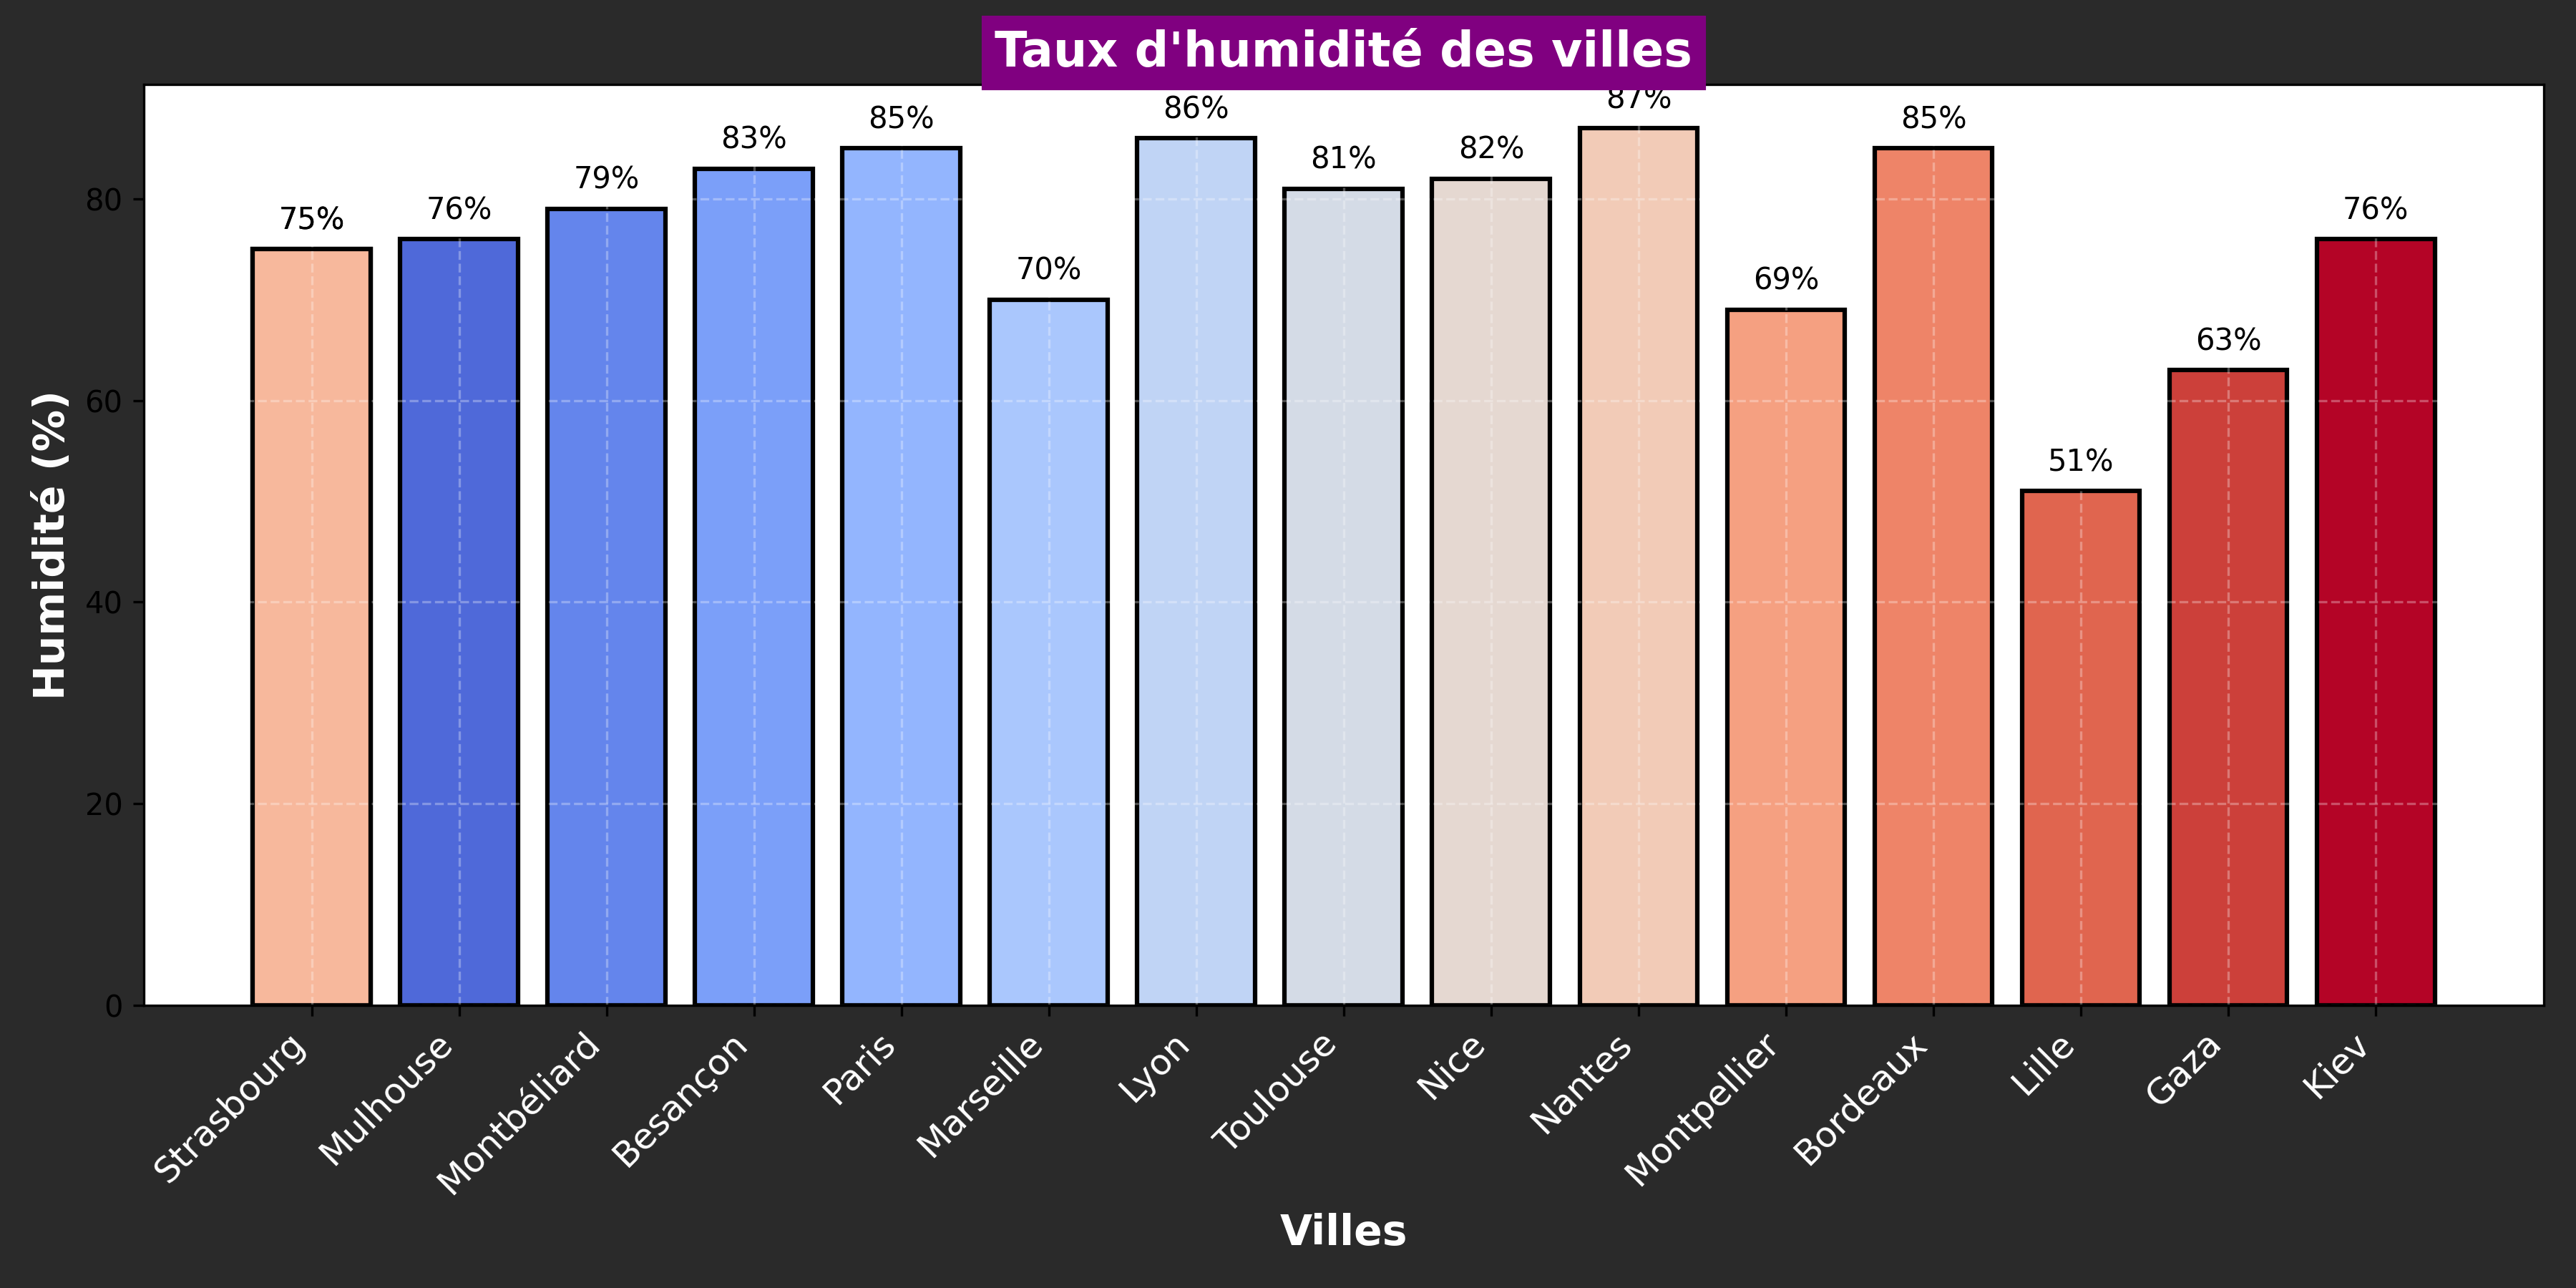 Taux d'humidité des villes
Humidité (%)
80
60
40
20
0
75%
76%
79%
83%
85%
70%
86%
81%
82%
87%
69%
85%
51%
63%
76%
Strasbourg
Mulhouse
Montbéliard
Besançon
Paris
Marseille
Lyon
Toulouse
Nice
Nantes
Montpellier
Bordeaux
Lille
Gaza
Kiev
Villes